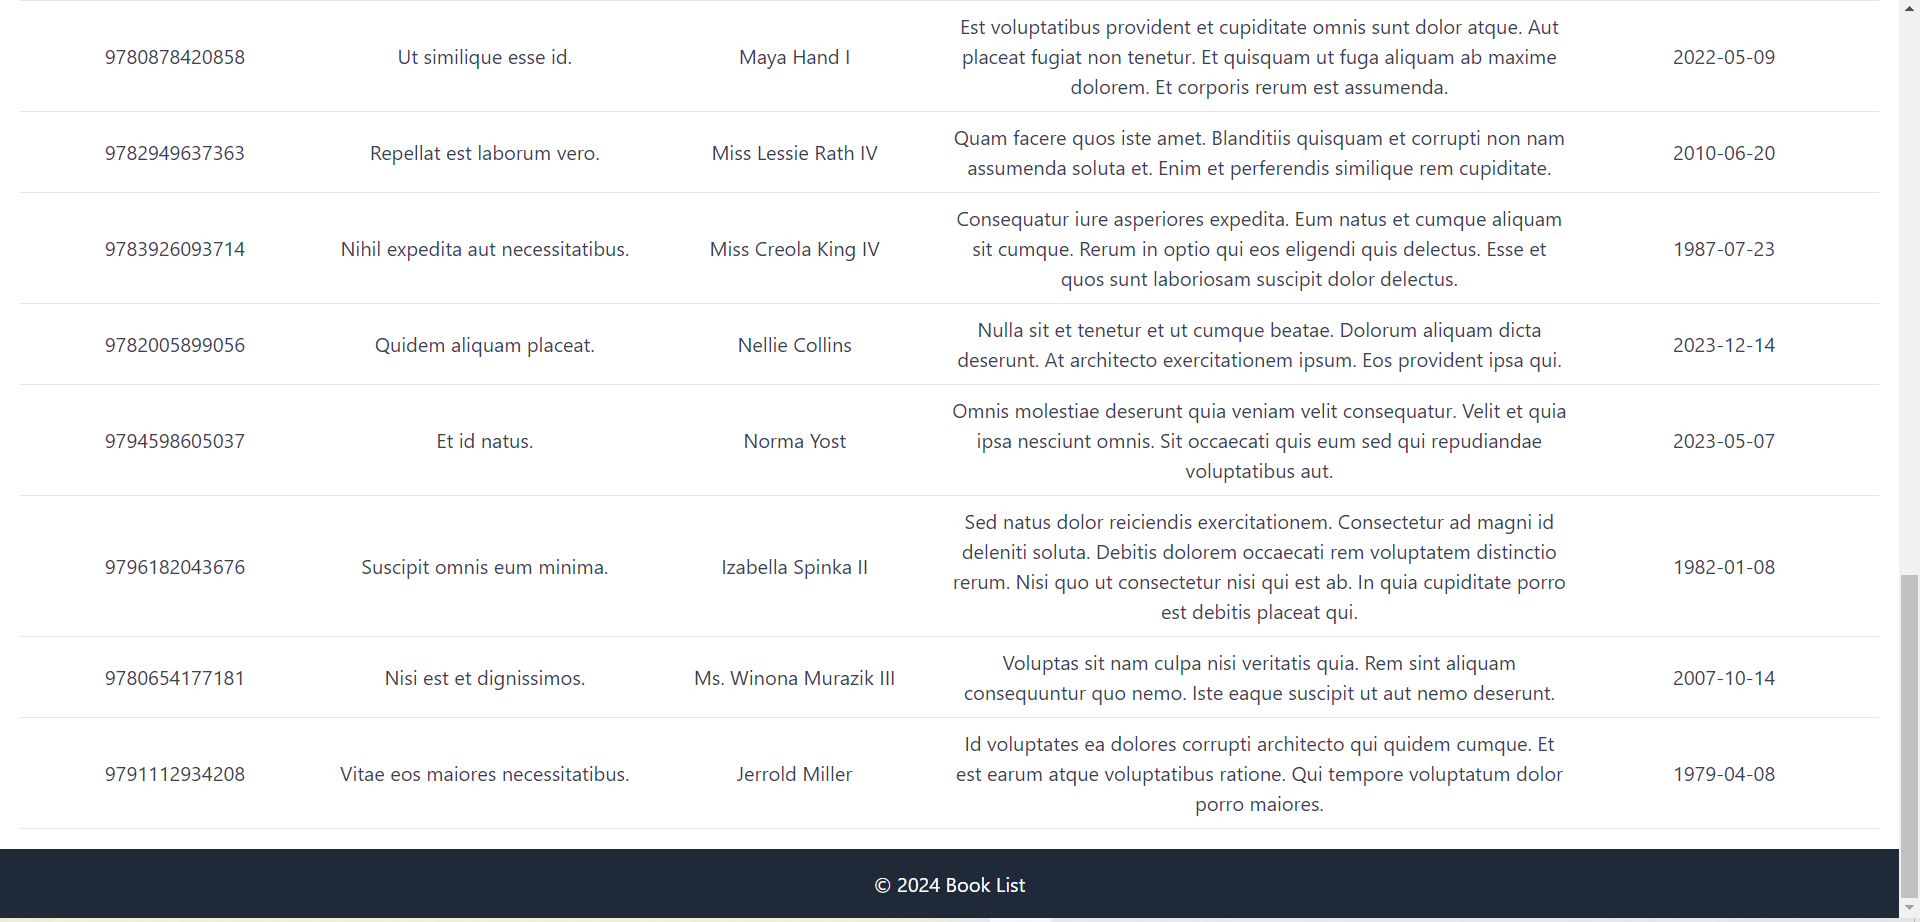 Est voluptatibus provident et cupiditate omnis sunt dolor atque. Aut
9780878420858 Ut similique esse id. Maya Hand I placeat fugiat non tenetur. Et quisquam ut fuga aliquam ab maxime 2022-05-09
dolorem. Et corporis rerum est assumenda.
Quam facere quos iste amet. Blanditiis quisquam et corrupti non nam
9782949637363 Repellat est laborum vero. Miss Lessie Rath IV 2010-06-20
assumenda soluta et. Enim et perferendis similique rem cupiditate.
Consequatur iure asperiores expedita. Eum natus et cumque aliquam
9783926093714 Nihil expedita aut necessitatibus. Miss Creola King IV sit cumque. Rerum in optio qui eos eligendi quis delectus. Esse et 1987-07-23
quos sunt laboriosam suscipit dolor delectus.
Nulla sit et tenetur et ut cumque beatae. Dolorum aliquam dicta
9782005899056 Quidem aliquam placeat. Nellie Collins 2023-12-14
deserunt. At architecto exercitationem ipsum. Eos provident ipsa qui.
Omnis molestiae deserunt quia veniam velit consequatur. Velit et quia
9794598605037 Et id natus. Norma Yost ipsa nesciunt omnis. Sit occaecati quis eum sed qui repudiandae 2023-05-07
voluptatibus aut.
Sed natus dolor reiciendis exercitationem. Consectetur ad magni id
deleniti soluta. Debitis dolorem occaecati rem voluptatem distinctio
9796182043676 Suscipit omnis eum minima. Izabella Spinka II 1982-01-08
rerum. Nisi quo ut consectetur nisi qui est ab. In quia cupiditate porro
est debitis placeat qui.
Voluptas sit nam culpa nisi veritatis quia. Rem sint aliquam
9780654177181 Nisi est et dignissimos. Ms. Winona Murazik III 2007-10-14
consequuntur quo nemo. Iste eaque suscipit ut aut nemo deserunt.
Id voluptates ea dolores corrupti architecto qui quidem cumque. Et
9791112934208 Vitae eos maiores necessitatibus. Jerrold Miller est earum atque voluptatibus ratione. Qui tempore voluptatum dolor 1979-04-08
porro maiores.
© 2024 Book List